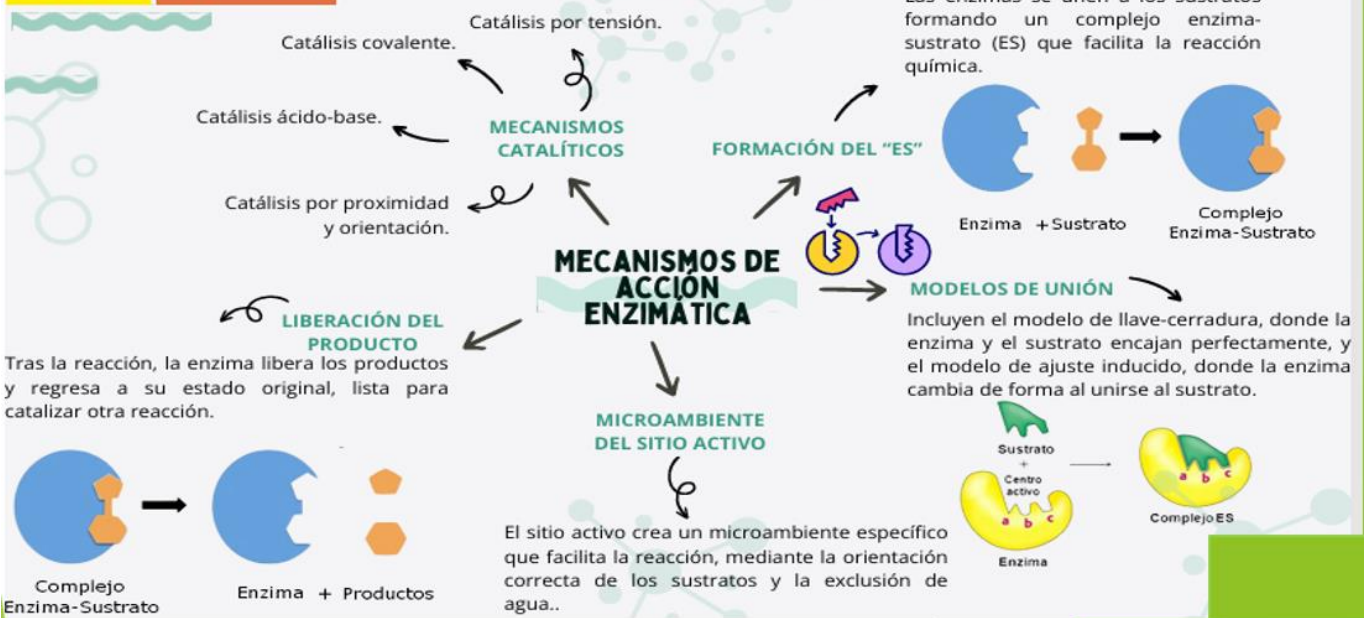 Catálisis por tensión.
Catálisis covalente.
Catálisis ácido-base.
MECANISMOS
CATALÍTICOS
Catálisis por proximidad
y orientación.
Las enzimas se unen a los sustratos
formando un complejo enzima-
sustrato (ES) que facilita la reacción
química.
FORMACIÓN DEL “ES”
Enzima + Sustrato
Complejo
Enzima-Sustrato
MECANISMOS DE
ACCIÓN
ENZIMÁTICA
MODELOS DE UNIÓN
Incluyen el modelo de llave-cerradura, donde la
enzima y el sustrato encajan perfectamente, y
el modelo de ajuste inducido, donde la enzima
cambia de forma al unirse al sustrato.
Sustrato
+
Centro
activo
a b c
Enzima
a b c
Complejo ES
LIBERACIÓN DEL
PRODUCTO
Tras la reacción, la enzima libera los productos
y regresa a su estado original, lista para
catalizar otra reacción.
Complejo
Enzima-Sustrato
Enzima + Productos
MICROAMBIENTE
DEL SITIO ACTIVO
El sitio activo crea un microambiente específico
que facilita la reacción, mediante la orientación
correcta de los sustratos y la exclusión de
agua..